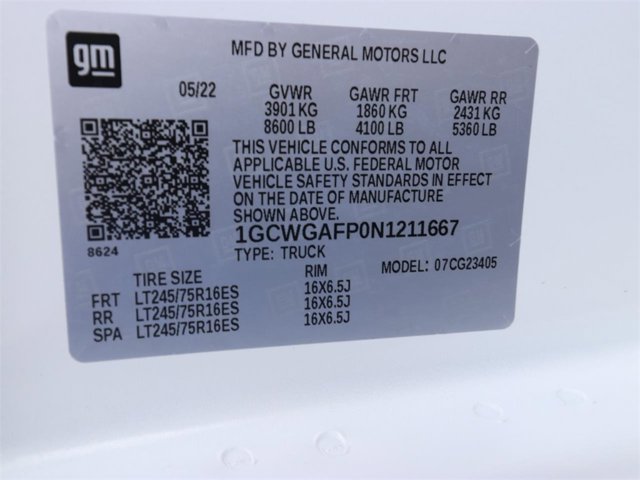 gm
MFD BY GENERAL MOTORS LLC
05/22 GVWR GAWR FRT GAWR RR
3901 KG 1860 KG 2431 KG
8600 LB 4100 LB 5360 LB
THIS VEHICLE CONFORMS TO ALL
APPLICABLE U.S. FEDERAL MOTOR
VEHICLE SAFETY STANDARDS IN EFFECT
ON THE DATE OF MANUFACTURE
SHOWN ABOVE.
8624
1GCWGAFP0N1211667
TYPE: TRUCK
MODEL: 07CG23405
TIRE SIZE RIM
FRT LT245/75R16ES 16X6.5J
RR LT245/75R16ES 16X6.5J
SPA LT245/75R16ES 16X6.5J